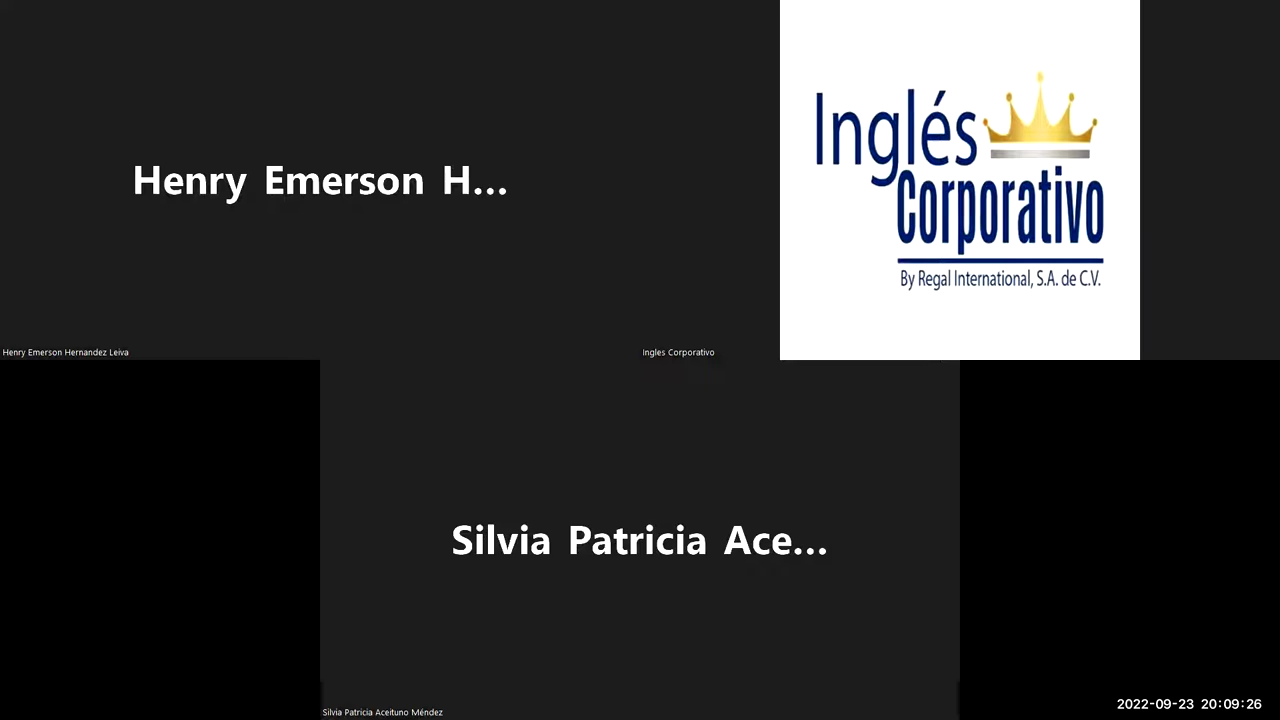 Henry Emerson H...
Henry Emerson Hernandez Leiva
Inglés
Corporativo
By Regal International, S.A. de C.V.
Ingles Corporativo
Silvia Patricia Ace...
Silvia Patricia Aceituno Méndez
2022-09-23 20:09:26